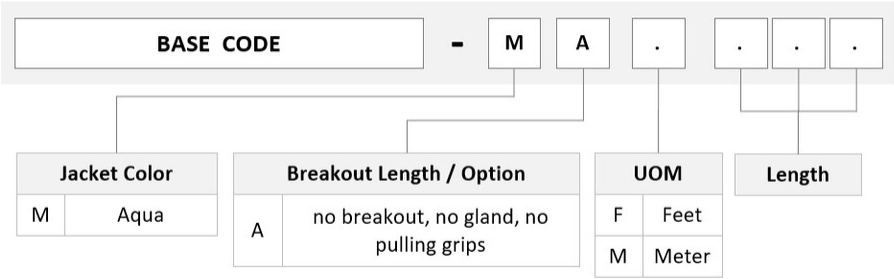 BASE CODE - M A . . . .
Jacket Color
M Aqua
Breakout Length / Option
A no breakout, no gland, no
pulling grips
UOM
F Feet
M Meter
Length